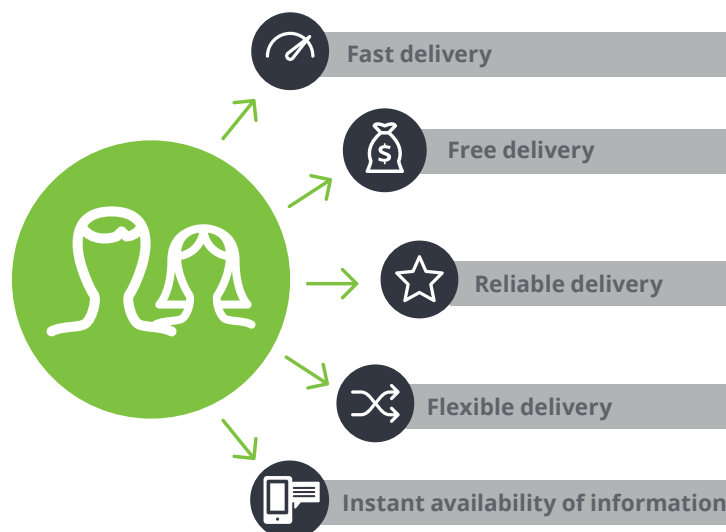 Fast delivery
$
Free delivery
Reliable delivery
Flexible delivery
Instant availability of information